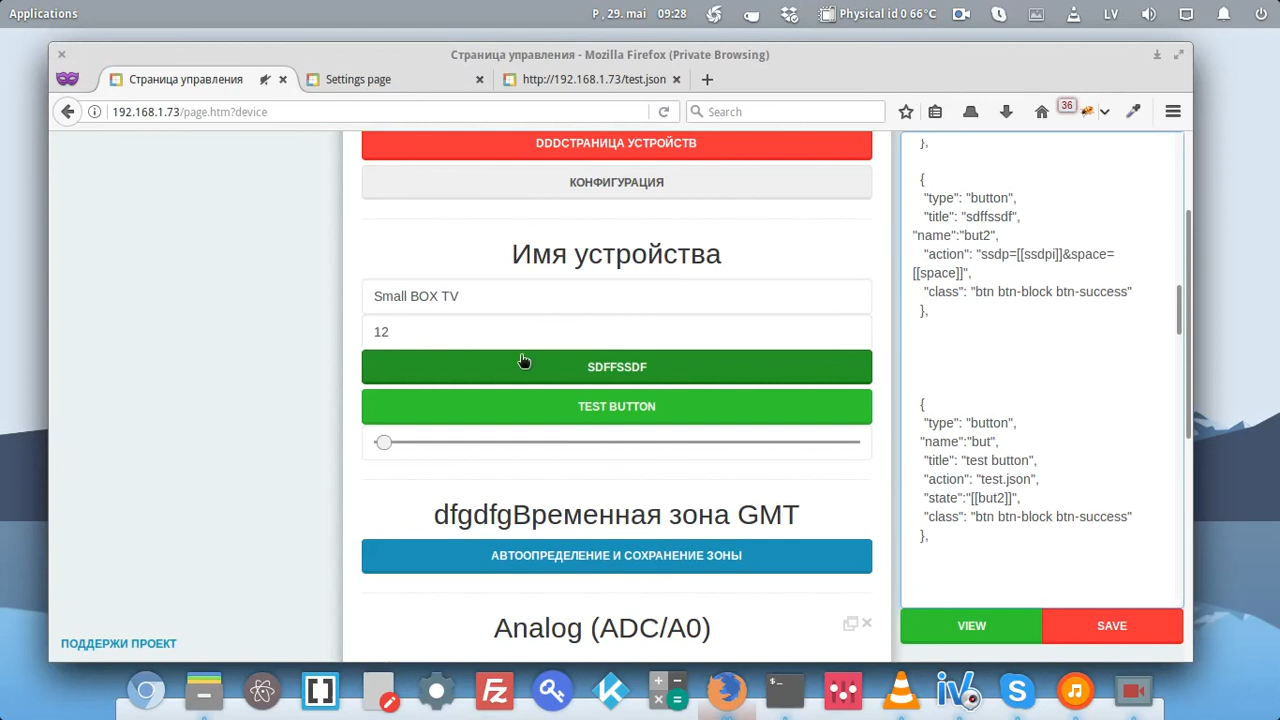 Applications
P , 29. mai 09:28
Physical id 0 66°C
LV
Страница управления - Mozilla Firefox (Private Browsing)
Страница управления
Settings page
http://192.168.1.73/test.json
192.168.1.73/page.htm?device
Search
36
DDDСТРАНИЦА УСТРОЙСТВ
КОНФИГУРАЦИЯ
Имя устройства
Small BOX TV
12
SDFFSSDF
TEST BUTTON
dfgdfgВременная зона GMT
АВТООПРЕДЕЛЕНИЕ И СОХРАНЕНИЕ ЗОНЫ
Analog (ADC/A0)
ПОДДЕРЖИ ПРОЕКТ
},
{
"type": "button",
"title": "sdffssdf",
"name":"but2",
"action": "ssdp=[[ssdpi]]&space=
[[space]]",
"class": "btn btn-block btn-success"
},
{
"type": "button",
"name":"but",
"title": "test button",
"action": "test.json",
"state":"[[but2]]",
"class": "btn btn-block btn-success"
},
VIEW
SAVE